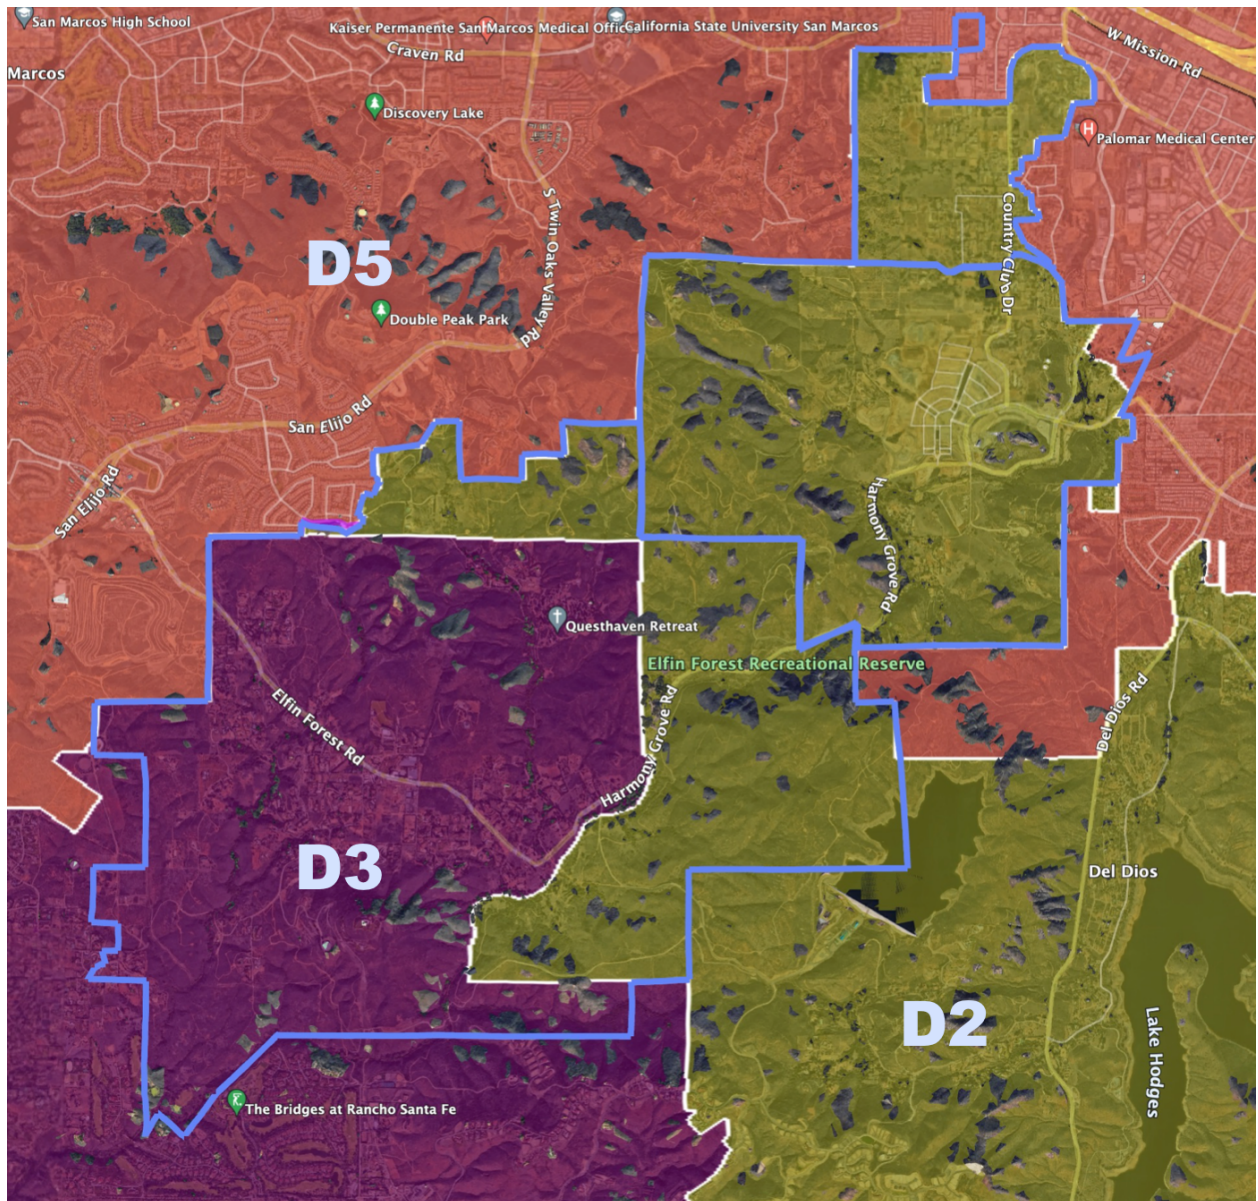 San Marcos High School
Kaiser Permanente San Marcos Medical Offic
California State University San Marcos
W Mission Rd
Craven Rd
Marcos
Discovery Lake
Palomar Medical Center
S Twin Oaks Valley Rd
Country Club Dr
D5
Double Peak Park
San Elijo Rd
San Elijo Rd
Harmony Grove Rd
Questhaven Retreat
Elfin Forest Recreational Reserve
Elfin Forest Rd
Harmony Grove Rd
Del Dios Rd
D3
Del Dios
D2
Lake Hodges
The Bridges at Rancho Santa Fe